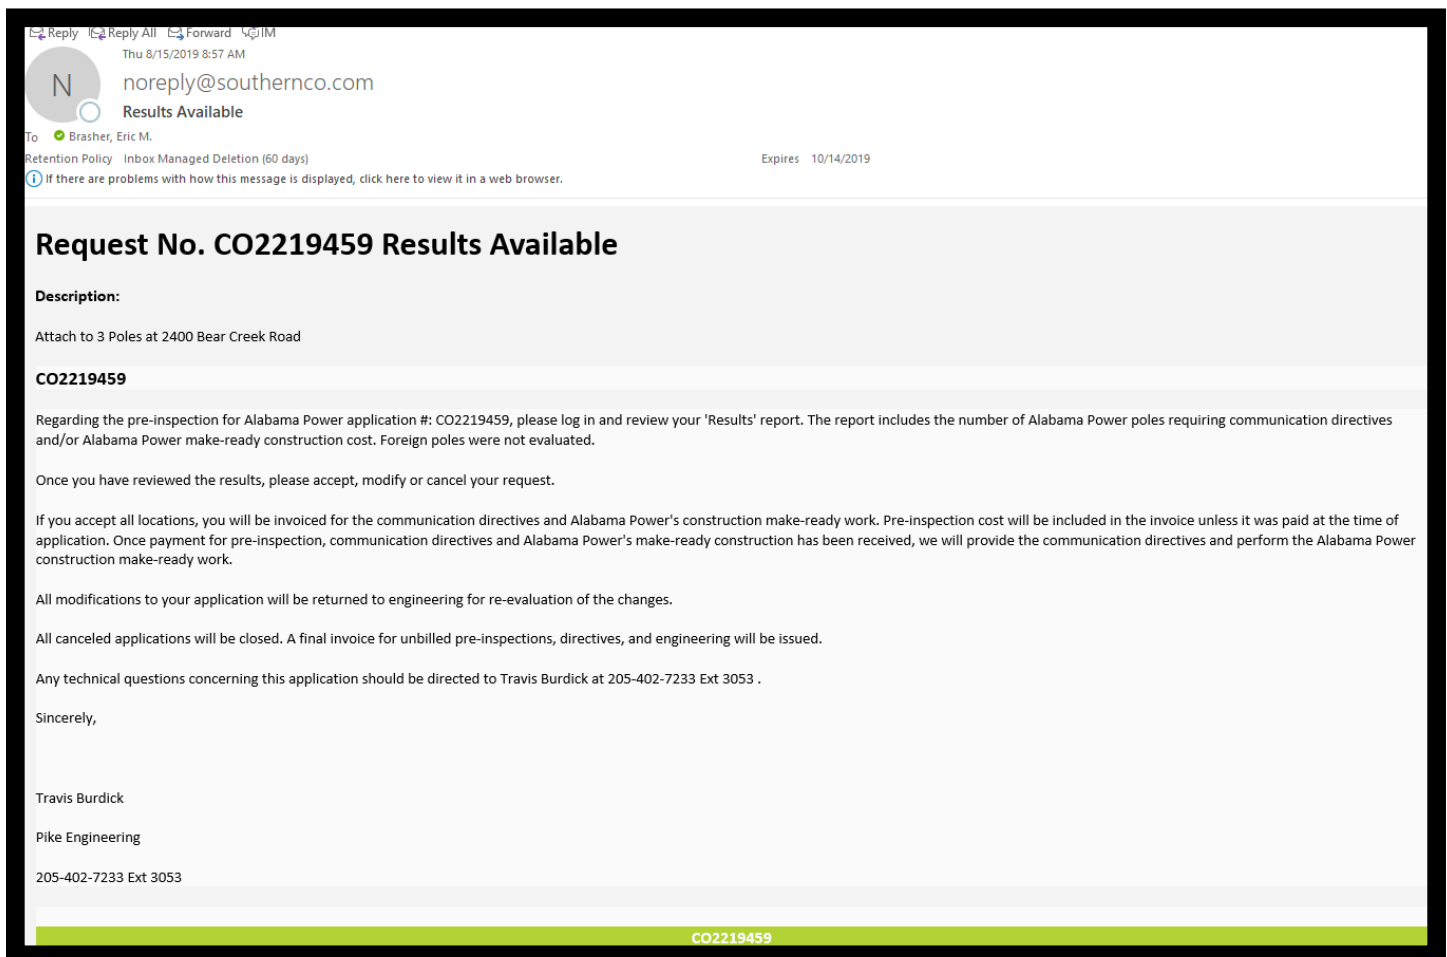 Reply Reply All Forward IM
Thu 8/15/2019 8:57 AM
N
noreply@southernco.com
Results Available
To Brasher, Eric M.
Retention Policy Inbox Managed Deletion (60 days) Expires 10/14/2019
If there are problems with how this message is displayed, click here to view it in a web browser.
Request No. CO2219459 Results Available
Description:
Attach to 3 Poles at 2400 Bear Creek Road
CO2219459
Regarding the pre-inspection for Alabama Power application #: CO2219459, please log in and review your 'Results' report. The report includes the number of Alabama Power poles requiring communication directives
and/or Alabama Power make-ready construction cost. Foreign poles were not evaluated.
Once you have reviewed the results, please accept, modify or cancel your request.
If you accept all locations, you will be invoiced for the communication directives and Alabama Power's construction make-ready work. Pre-inspection cost will be included in the invoice unless it was paid at the time of
application. Once payment for pre-inspection, communication directives and Alabama Power's make-ready construction has been received, we will provide the communication directives and perform the Alabama Power
construction make-ready work.
All modifications to your application will be returned to engineering for re-evaluation of the changes.
All canceled applications will be closed. A final invoice for unbilled pre-inspections, directives, and engineering will be issued.
Any technical questions concerning this application should be directed to Travis Burdick at 205-402-7233 Ext 3053 .
Sincerely,
Travis Burdick
Pike Engineering
205-402-7233 Ext 3053
CO2219459